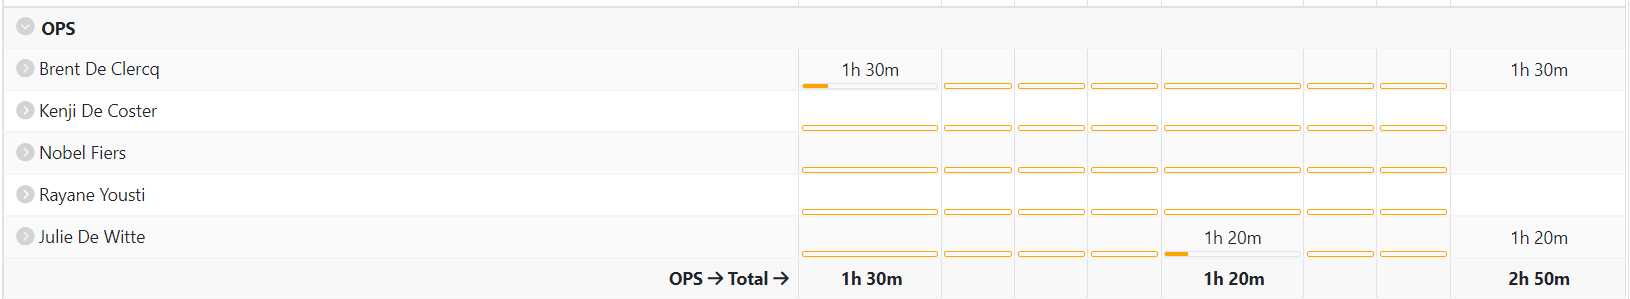 OPS
Brent De Clercq 1h 30m 1h 30m
Kenji De Coster
Nobel Fiers
Rayane Yousti
Julie De Witte 1h 20m 1h 20m
OPS → Total → 1h 30m 1h 20m 2h 50m